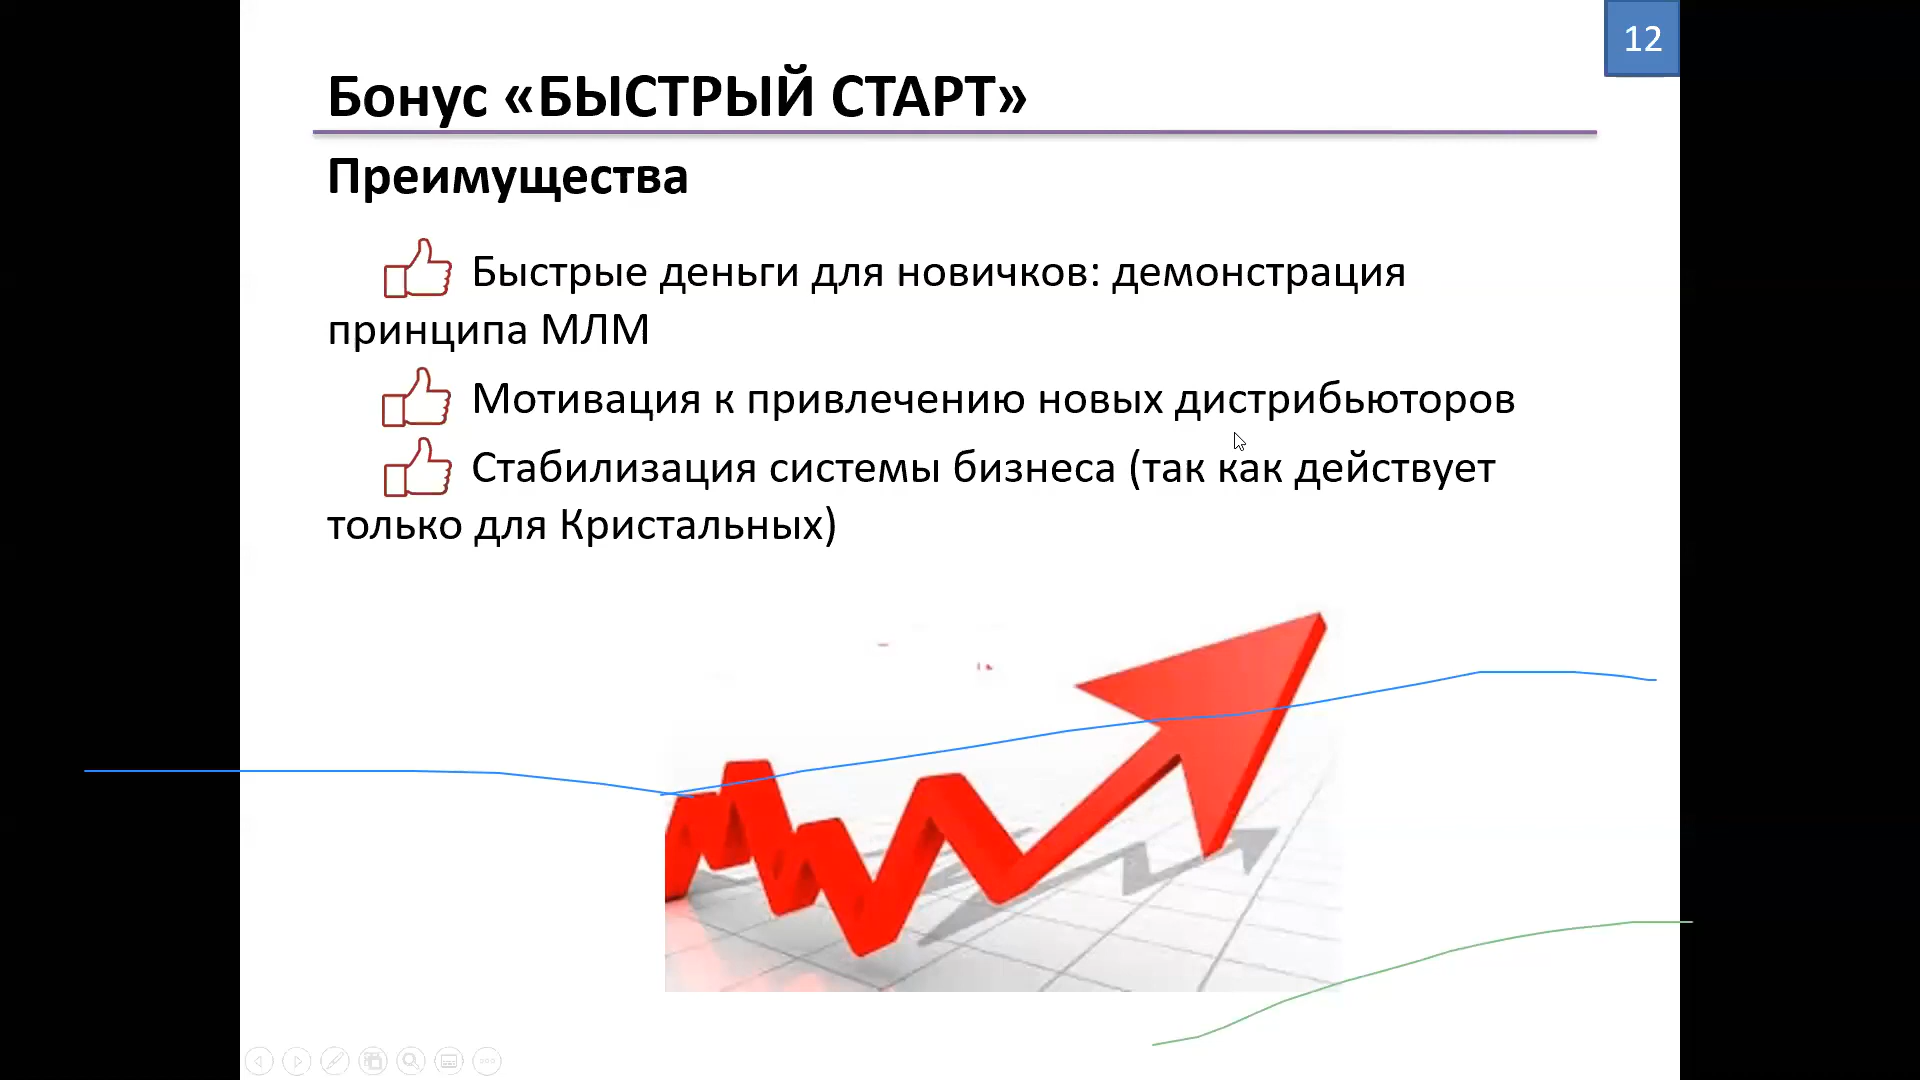 12
Бонус «БЫСТРЫЙ СТАРТ»
Преимущества
Быстрые деньги для новичков: демонстрация
принципа МЛМ
Мотивация к привлечению новых дистрибьюторов
Стабилизация системы бизнеса (так как действует
только для Кристальных)